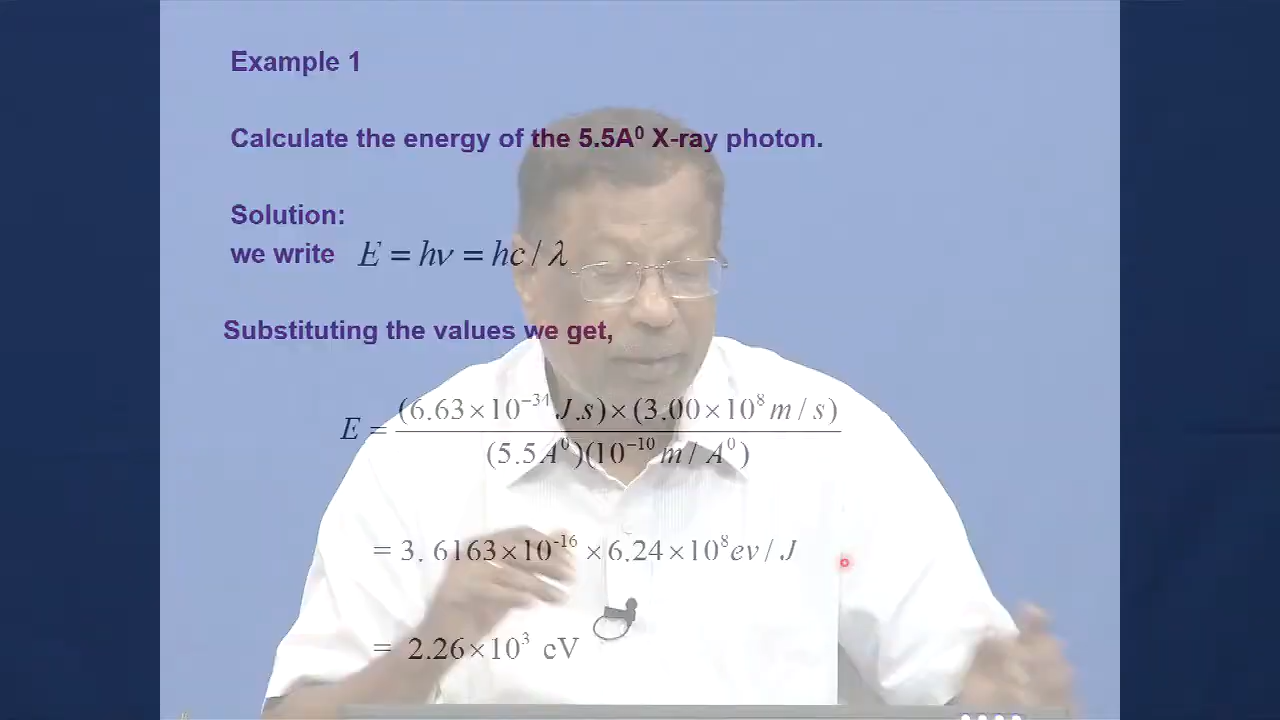 Example 1
Calculate the energy of the 5.5A⁰ X-ray photon.
Solution:
we write E = hν = hc / λ
Substituting the values we get,
E = (6.63×10⁻³⁴ J.s)×(3.00×10⁸ m / s) / (5.5A⁰)(10⁻¹⁰ m / A⁰)
= 3. 6163×10⁻¹⁶ ×6.24×10⁸ ev / J
= 2.26×10³ eV